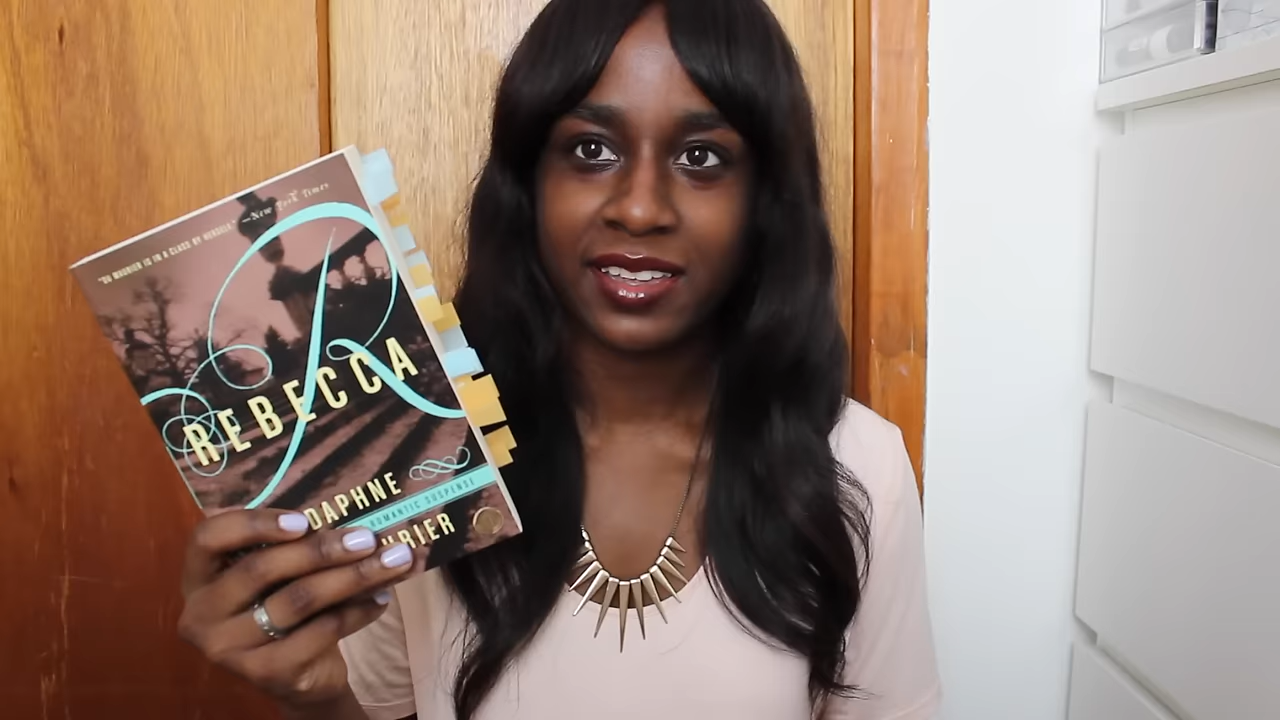 "DU MAURIER IS IN A CLASS BY HERSELF." —New York Times
R
REBECCA
DAPHNE
ROMANTIC SUSPENSE
URIER